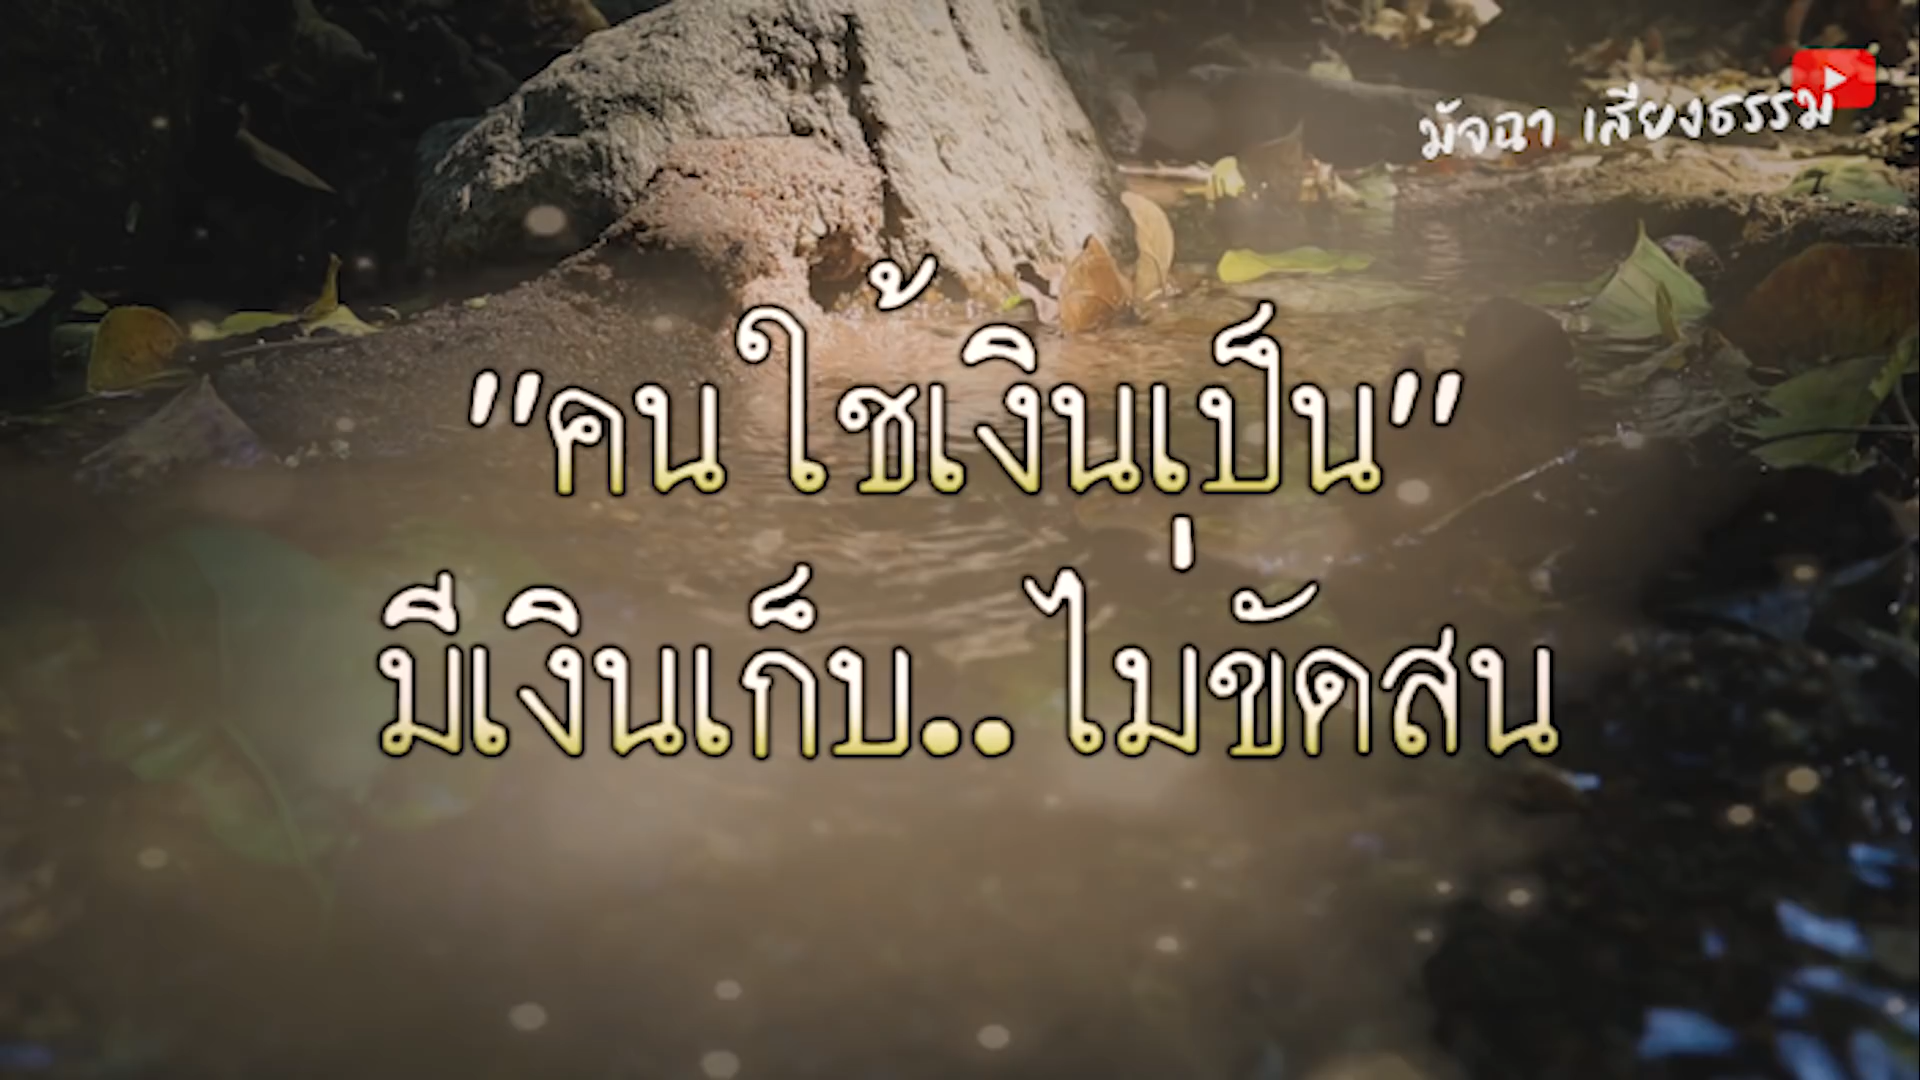 มัจฉา เสียงธรรม
"คน ใช้เงินเป็น"
มีเงินเก็บ.. ไม่ขัดสน